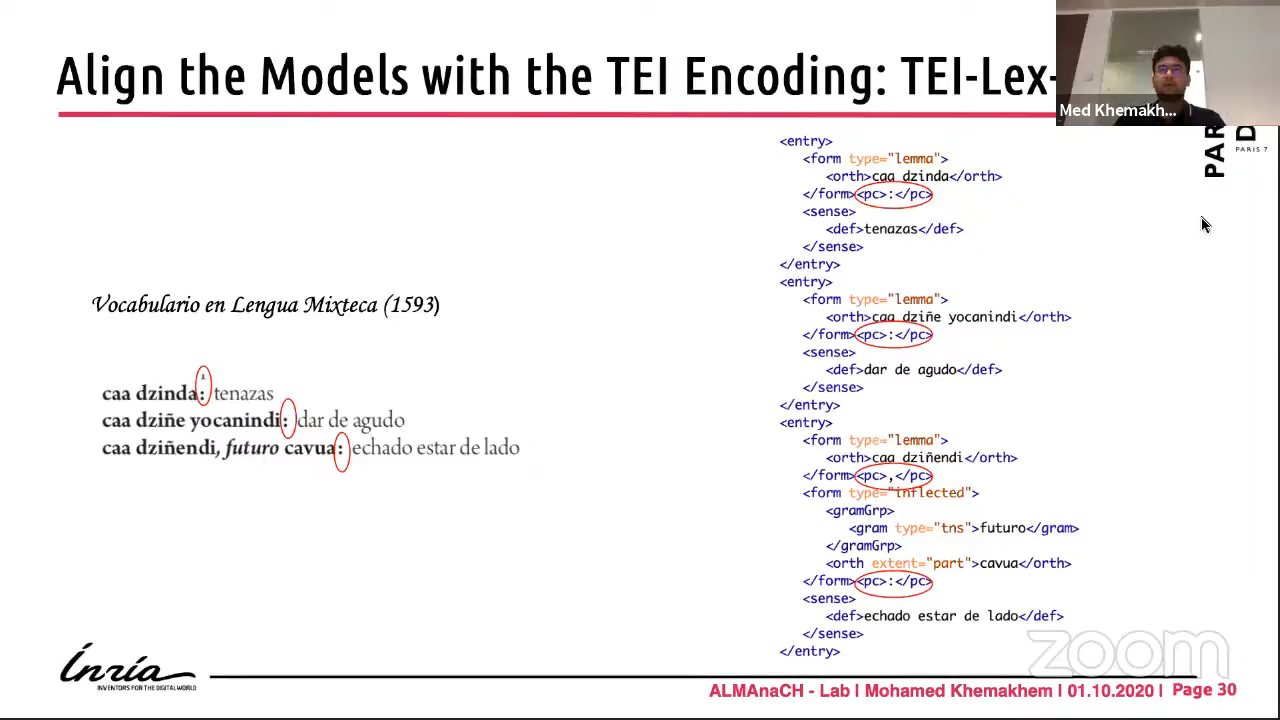 Align the Models with the TEI Encoding: TEI-Lex-
Med Khemakh...
PAR
D
PARiS 7
Vocabulario en Lengua Mixteca (1593)
caa dzinda: tenazas
caa dziñe yocanindi: dar de agudo
caa dziñendi, futuro cavua: echado estar de lado
<entry>
<form type="lemma">
<orth>caa dzinda</orth>
</form><pc>:</pc>
<sense>
<def>tenazas</def>
</sense>
</entry>
<entry>
<form type="lemma">
<orth>caa dziñe yocanindi</orth>
</form><pc>:</pc>
<sense>
<def>dar de agudo</def>
</sense>
</entry>
<entry>
<form type="lemma">
<orth>caa dziñendi</orth>
</form><pc>,</pc>
<form type="inflected">
<gramGrp>
<gram type="tns">futuro</gram>
</gramGrp>
<orth extent="part">cavua</orth>
</form><pc>:</pc>
<sense>
<def>echado estar de lado</def>
</sense>
</entry>
zoom
Inría
INVENTORS FOR THE DIGITAL WORLD
ALMAnaCH - Lab I Mohamed Khemakhem I 01.10.2020 I Page 30